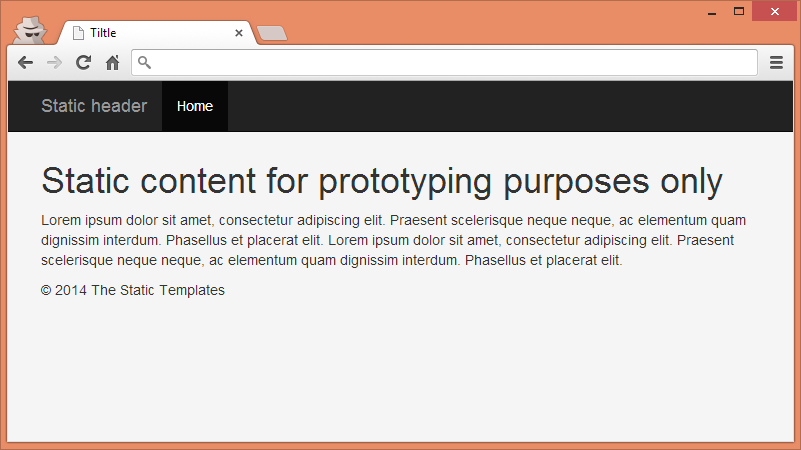 Tiltle
Static header Home
Static content for prototyping purposes only
Lorem ipsum dolor sit amet, consectetur adipiscing elit. Praesent scelerisque neque neque, ac elementum quam
dignissim interdum. Phasellus et placerat elit. Lorem ipsum dolor sit amet, consectetur adipiscing elit. Praesent
scelerisque neque neque, ac elementum quam dignissim interdum. Phasellus et placerat elit.
© 2014 The Static Templates